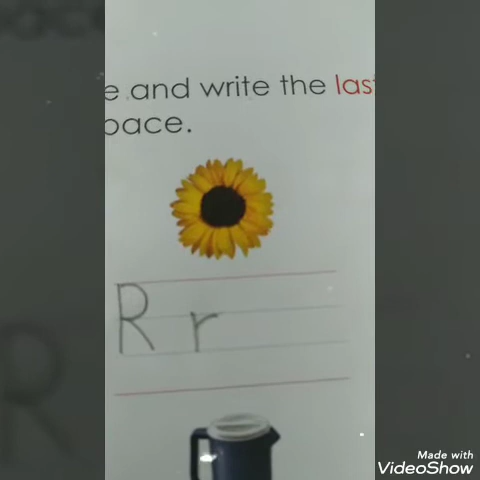 e and write the las
pace.
R r
Made with
VideoShow